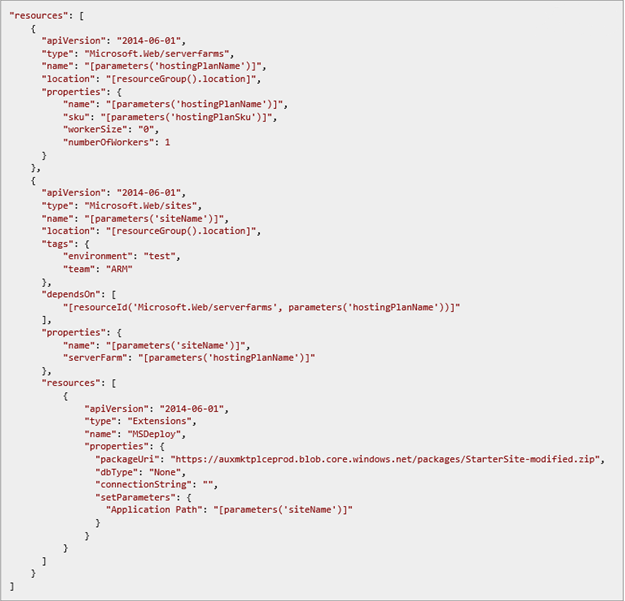 "resources": [
{
"apiVersion": "2014-06-01",
"type": "Microsoft.Web/serverfarms",
"name": "[parameters('hostingPlanName')]",
"location": "[resourceGroup().location]",
"properties": {
"name": "[parameters('hostingPlanName')]",
"sku": "[parameters('hostingPlanSku')]",
"workerSize": "0",
"numberOfWorkers": 1
}
},
{
"apiVersion": "2014-06-01",
"type": "Microsoft.Web/sites",
"name": "[parameters('siteName')]",
"location": "[resourceGroup().location]",
"tags": {
"environment": "test",
"team": "ARM"
},
"dependsOn": [
"[resourceId('Microsoft.Web/serverfarms', parameters('hostingPlanName'))]"
],
"properties": {
"name": "[parameters('siteName')]",
"serverFarm": "[parameters('hostingPlanName')]"
},
"resources": [
{
"apiVersion": "2014-06-01",
"type": "Extensions",
"name": "MSDeploy",
"properties": {
"packageUri": "https://auxmktplceprod.blob.core.windows.net/packages/StarterSite-modified.zip",
"dbType": "None",
"connectionString": "",
"setParameters": {
"Application Path": "[parameters('siteName')]"
}
}
}
]
}
]